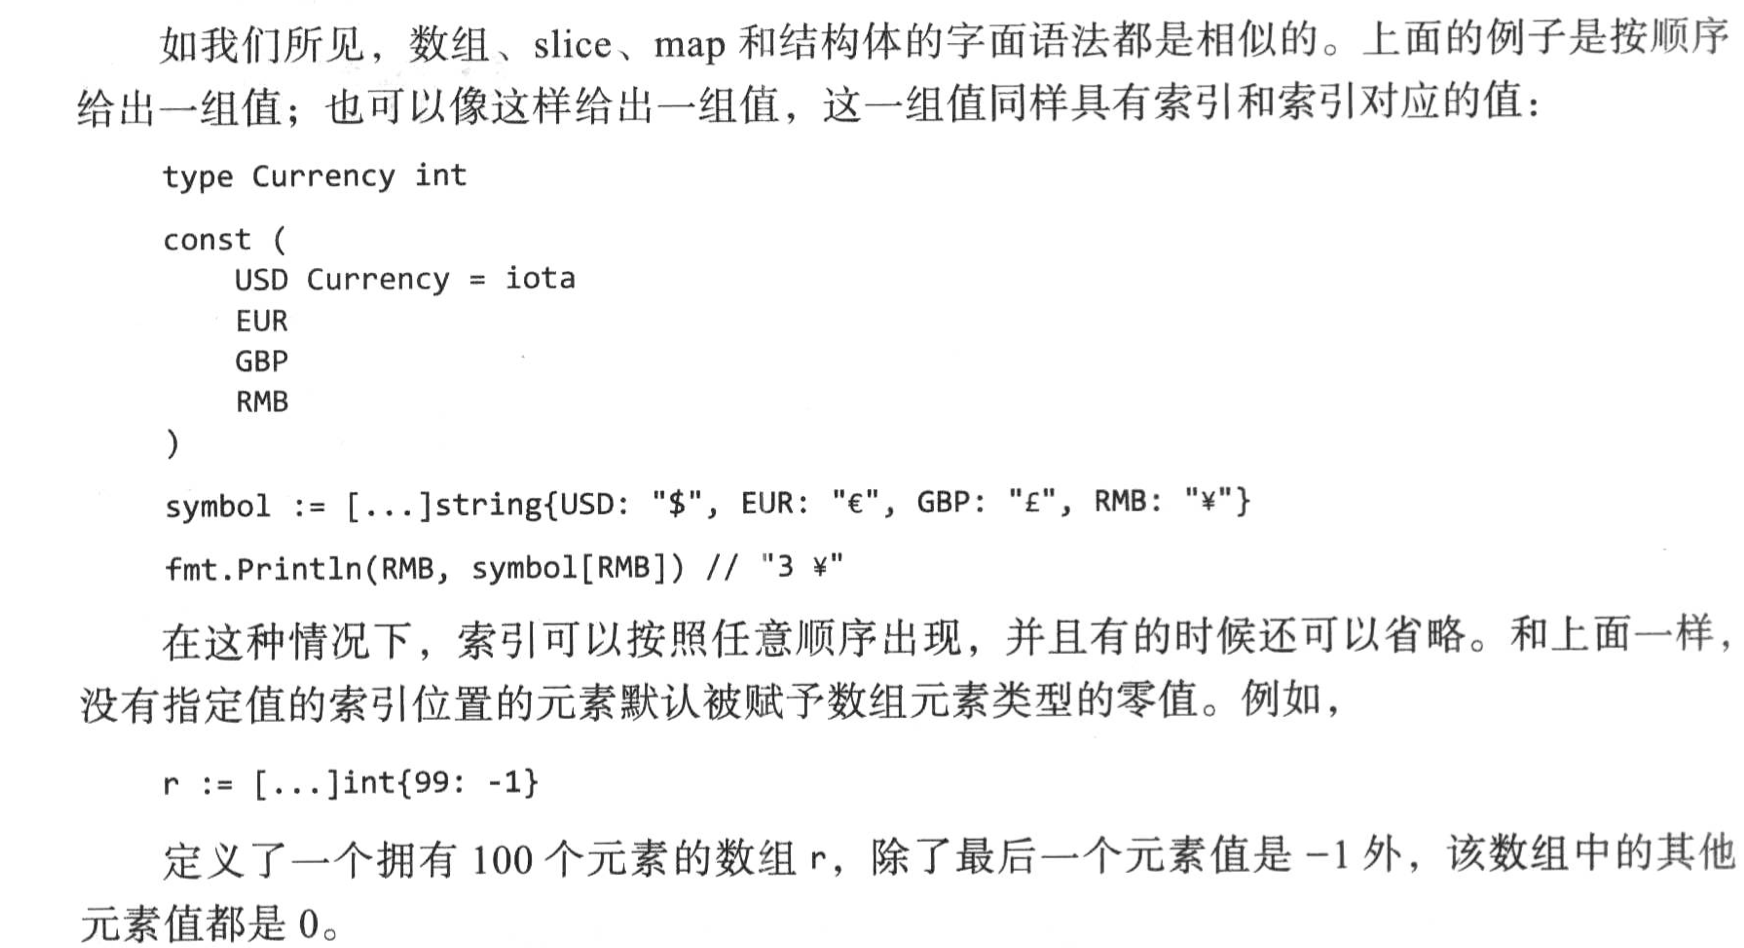 如我们所见，数组、slice、map 和结构体的字面语法都是相似的。上面的例子是按顺序
给出一组值；也可以像这样给出一组值，这一组值同样具有索引和索引对应的值：
type Currency int
const (
USD Currency = iota
EUR
GBP
RMB
)
symbol := [...]string{USD: "$", EUR: "€", GBP: "£", RMB: "¥"}
fmt.Println(RMB, symbol[RMB]) // "3 ¥"
在这种情况下，索引可以按照任意顺序出现，并且有的时候还可以省略。和上面一样，
没有指定值的索引位置的元素默认被赋予数组元素类型的零值。例如，
r := [...]int{99: -1}
定义了一个拥有 100 个元素的数组 r，除了最后一个元素值是 −1 外，该数组中的其他
元素值都是 0。